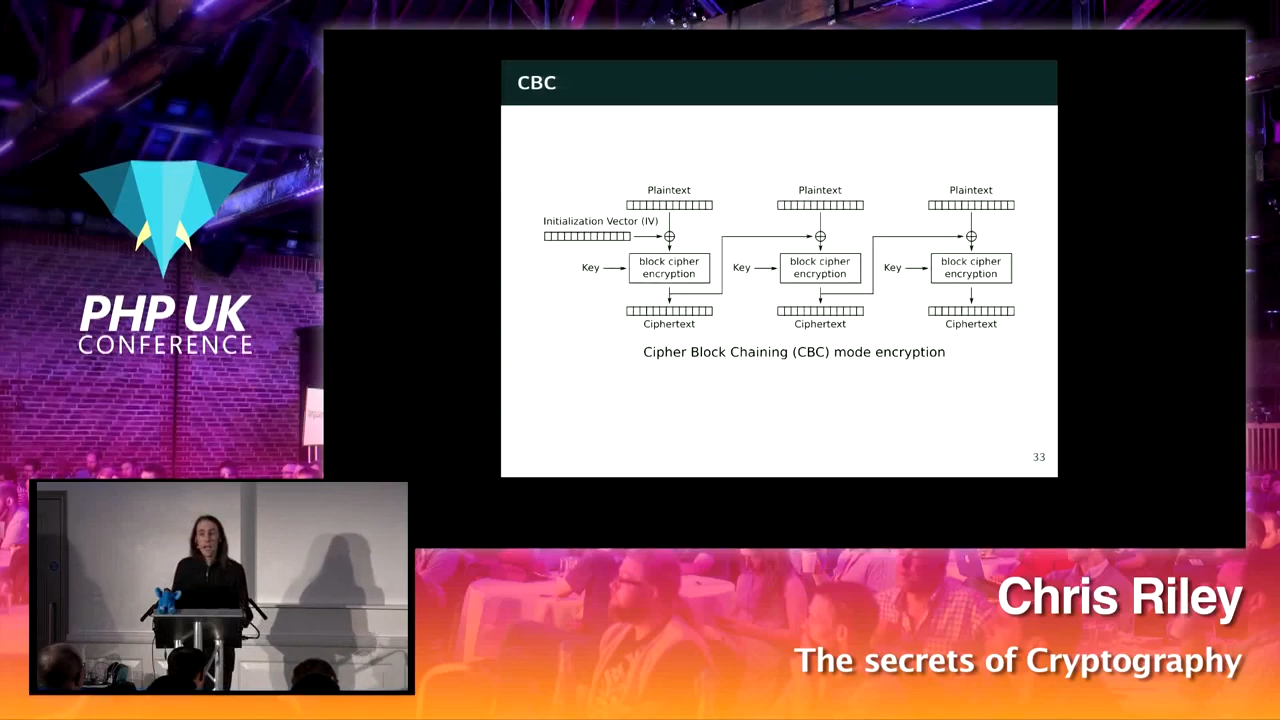 CBC
Plaintext
Plaintext
Plaintext
Initialization Vector (IV)
Key
block cipher
encryption
Key
block cipher
encryption
Key
block cipher
encryption
Ciphertext
Ciphertext
Ciphertext
Cipher Block Chaining (CBC) mode encryption
33
PHP UK
CONFERENCE
Chris Riley
The secrets of Cryptography